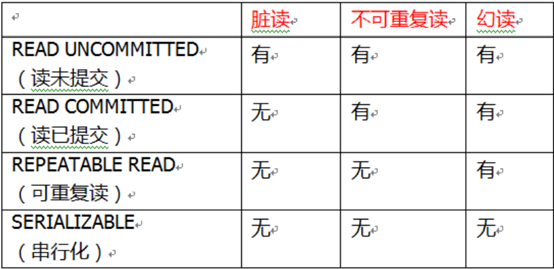 脏读 不可重复读 幻读
READ UNCOMMITTED 有 有 有
（读未提交）
READ COMMITTED 无 有 有
（读已提交）
REPEATABLE READ 无 无 有
（可重复读）
SERIALIZABLE 无 无 无
（串行化）